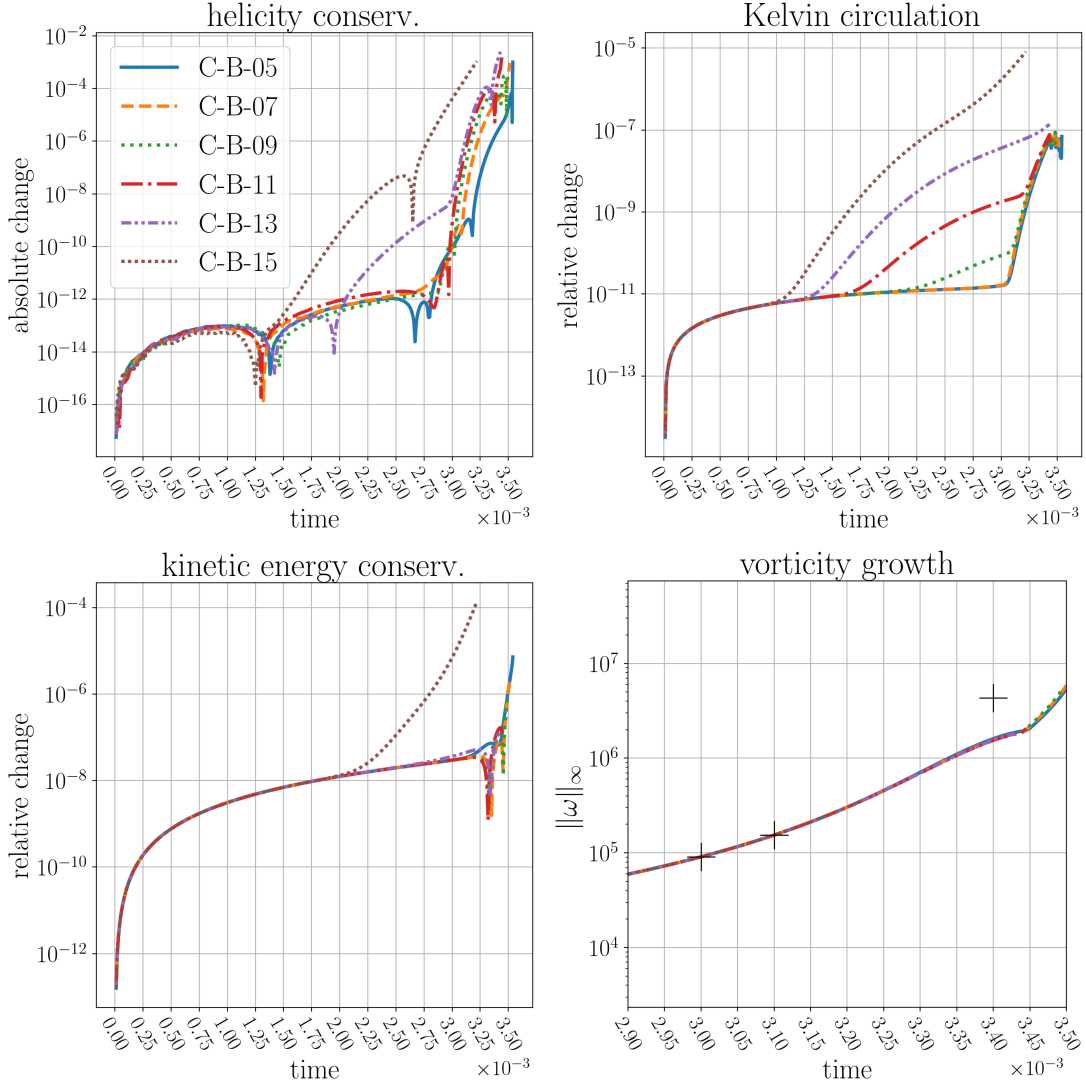 helicity conserv.
absolute change
10⁻²
10⁻⁴
10⁻⁶
10⁻⁸
10⁻¹⁰
10⁻¹²
10⁻¹⁴
10⁻¹⁶
C-B-05
C-B-07
C-B-09
C-B-11
C-B-13
C-B-15
0.00 0.25 0.50 0.75 1.00 1.25 1.50 1.75 2.00 2.25 2.50 2.75 3.00 3.25 3.50
time
×10⁻³
Kelvin circulation
relative change
10⁻⁵
10⁻⁷
10⁻⁹
10⁻¹¹
10⁻¹³
0.00 0.25 0.50 0.75 1.00 1.25 1.50 1.75 2.00 2.25 2.50 2.75 3.00 3.25 3.50
time
×10⁻³
kinetic energy conserv.
relative change
10⁻⁴
10⁻⁶
10⁻⁸
10⁻¹⁰
10⁻¹²
0.00 0.25 0.50 0.75 1.00 1.25 1.50 1.75 2.00 2.25 2.50 2.75 3.00 3.25 3.50
time
×10⁻³
vorticity growth
||ω||∞
10⁷
10⁶
10⁵
10⁴
2.90 2.95 3.00 3.05 3.10 3.15 3.20 3.25 3.30 3.35 3.40 3.45 3.50
time
×10⁻³